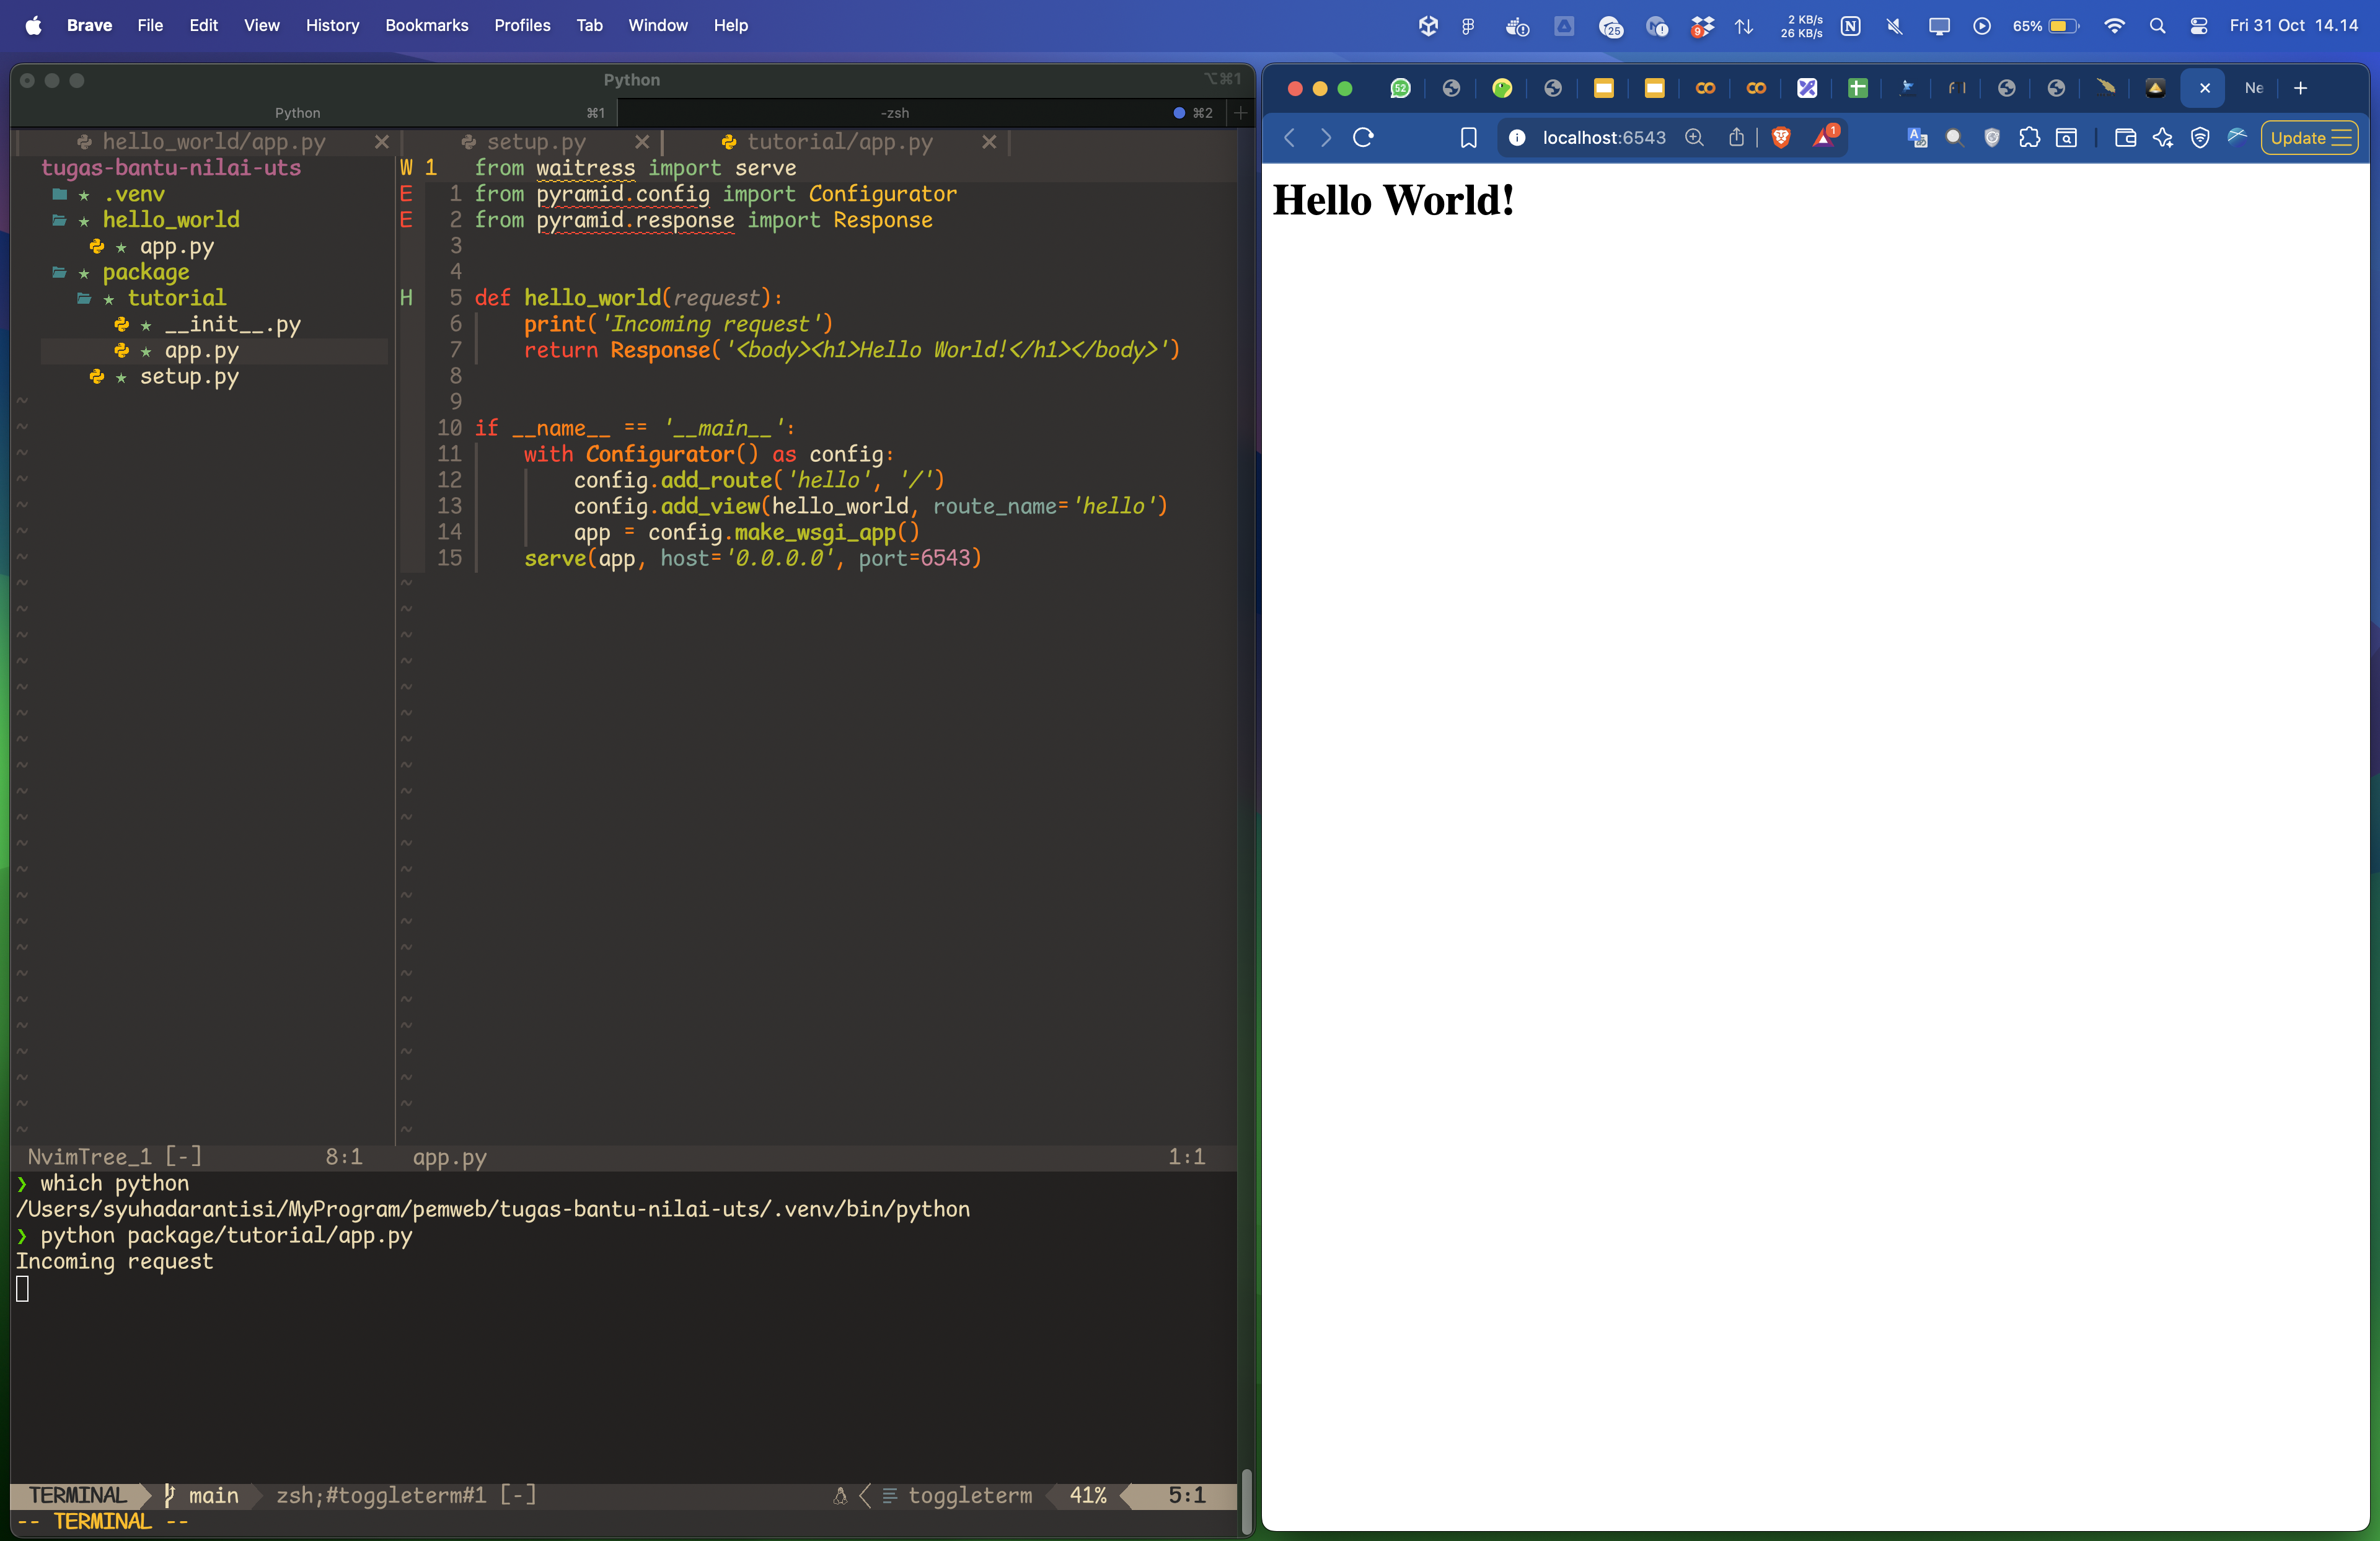 Brave File Edit View History Bookmarks Profiles Tab Window Help
25 9 2 KB/s 26 KB/s 65% Fri 31 Oct 14.14
Python ⌥⌘1
Python ⌘1 -zsh ⌘2
hello_world/app.py setup.py tutorial/app.py
tugas-bantu-nilai-uts
.venv
hello_world
app.py
package
tutorial
__init__.py
app.py
setup.py
W 1 from waitress import serve
E 1 from pyramid.config import Configurator
E 2 from pyramid.response import Response
3
4
H 5 def hello_world(request):
6 print('Incoming request')
7 return Response('<body><h1>Hello World!</h1></body>')
8
9
10 if __name__ == '__main__':
11 with Configurator() as config:
12 config.add_route('hello', '/')
13 config.add_view(hello_world, route_name='hello')
14 app = config.make_wsgi_app()
15 serve(app, host='0.0.0.0', port=6543)
NvimTree_1 [-] 8:1 app.py 1:1
❯ which python
/Users/syuhadarantisi/MyProgram/pemweb/tugas-bantu-nilai-uts/.venv/bin/python
❯ python package/tutorial/app.py
Incoming request
TERMINAL main zsh;#toggleterm#1 [-] toggleterm 41% 5:1
-- TERMINAL --
52 Ne
localhost:6543 1 Update
Hello World!